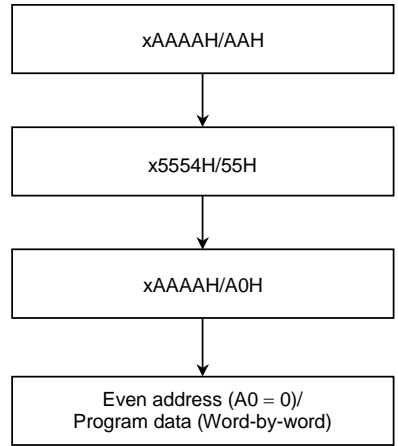 xAAAAH/AAH
x5554H/55H
xAAAAH/A0H
Even address (A0 = 0)/
Program data (Word-by-word)